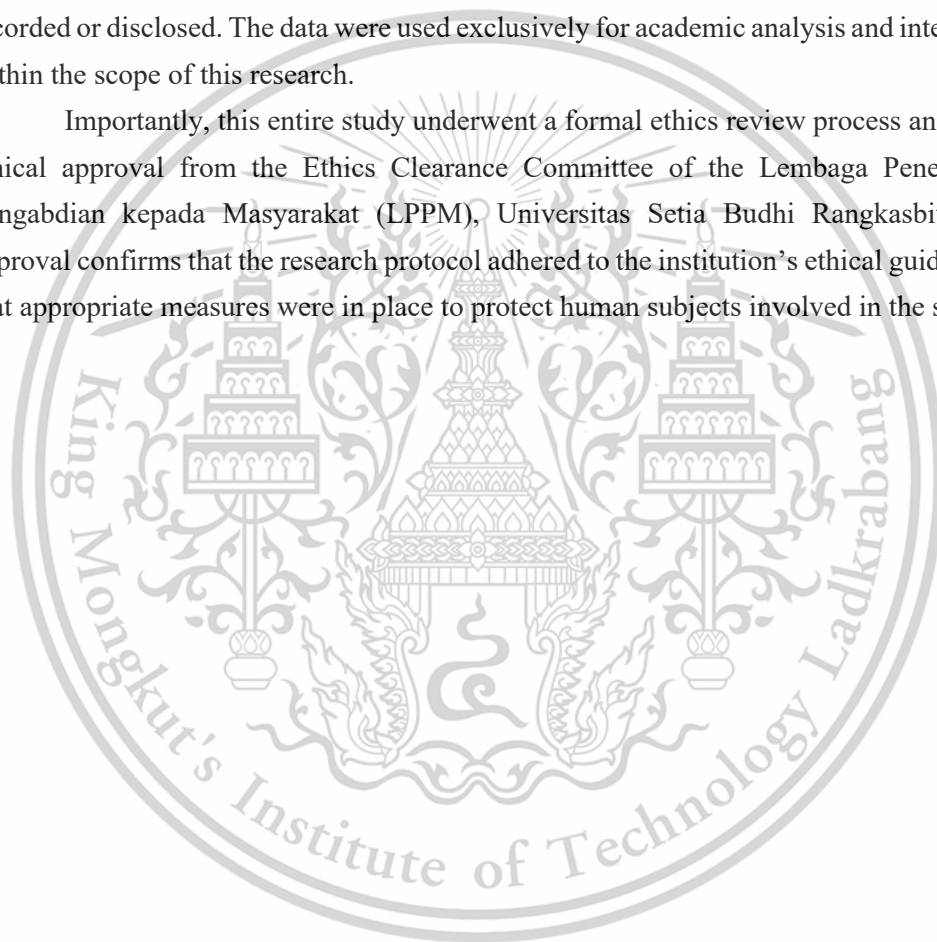 corded or disclosed. The data were used exclusively for academic analysis and inte
thin the scope of this research.
Importantly, this entire study underwent a formal ethics review process an
ical approval from the Ethics Clearance Committee of the Lembaga Pene
ngabdian kepada Masyarakat (LPPM), Universitas Setia Budhi Rangkasbi
proval confirms that the research protocol adhered to the institution’s ethical guid
at appropriate measures were in place to protect human subjects involved in the s
King Mongkut's Institute of Technology Ladkrabang